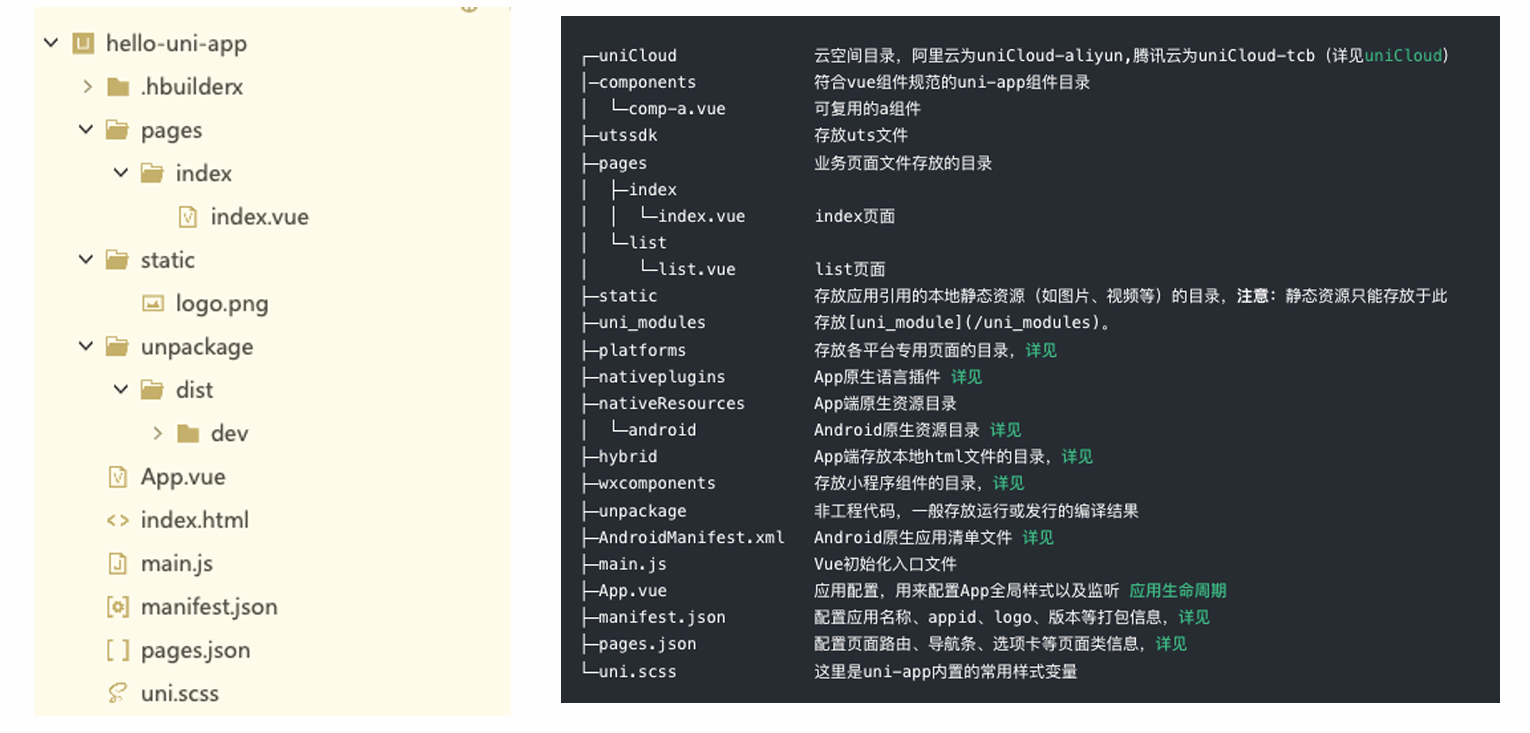 hello-uni-app
.hbuilderx
pages
index
index.vue
static
logo.png
unpackage
dist
dev
App.vue
index.html
main.js
manifest.json
pages.json
uni.scss
┌─uniCloud 云空间目录，阿里云为uniCloud-aliyun,腾讯云为uniCloud-tcb（详见uniCloud）
│─components 符合vue组件规范的uni-app组件目录
│ └─comp-a.vue 可复用的a组件
├─utssdk 存放uts文件
├─pages 业务页面文件存放的目录
│ ├─index
│ │ └─index.vue index页面
│ └─list
│ └─list.vue list页面
├─static 存放应用引用的本地静态资源（如图片、视频等）的目录，注意：静态资源只能存放于此
├─uni_modules 存放[uni_module](/uni_modules)。
├─platforms 存放各平台专用页面的目录，详见
├─nativeplugins App原生语言插件 详见
├─nativeResources App端原生资源目录
│ └─android Android原生资源目录 详见
├─hybrid App端存放本地html文件的目录，详见
├─wxcomponents 存放小程序组件的目录，详见
├─unpackage 非工程代码，一般存放运行或发行的编译结果
├─AndroidManifest.xml Android原生应用清单文件 详见
├─main.js Vue初始化入口文件
├─App.vue 应用配置，用来配置App全局样式以及监听 应用生命周期
├─manifest.json 配置应用名称、appid、logo、版本等打包信息，详见
├─pages.json 配置页面路由、导航条、选项卡等页面类信息，详见
└─uni.scss 这里是uni-app内置的常用样式变量